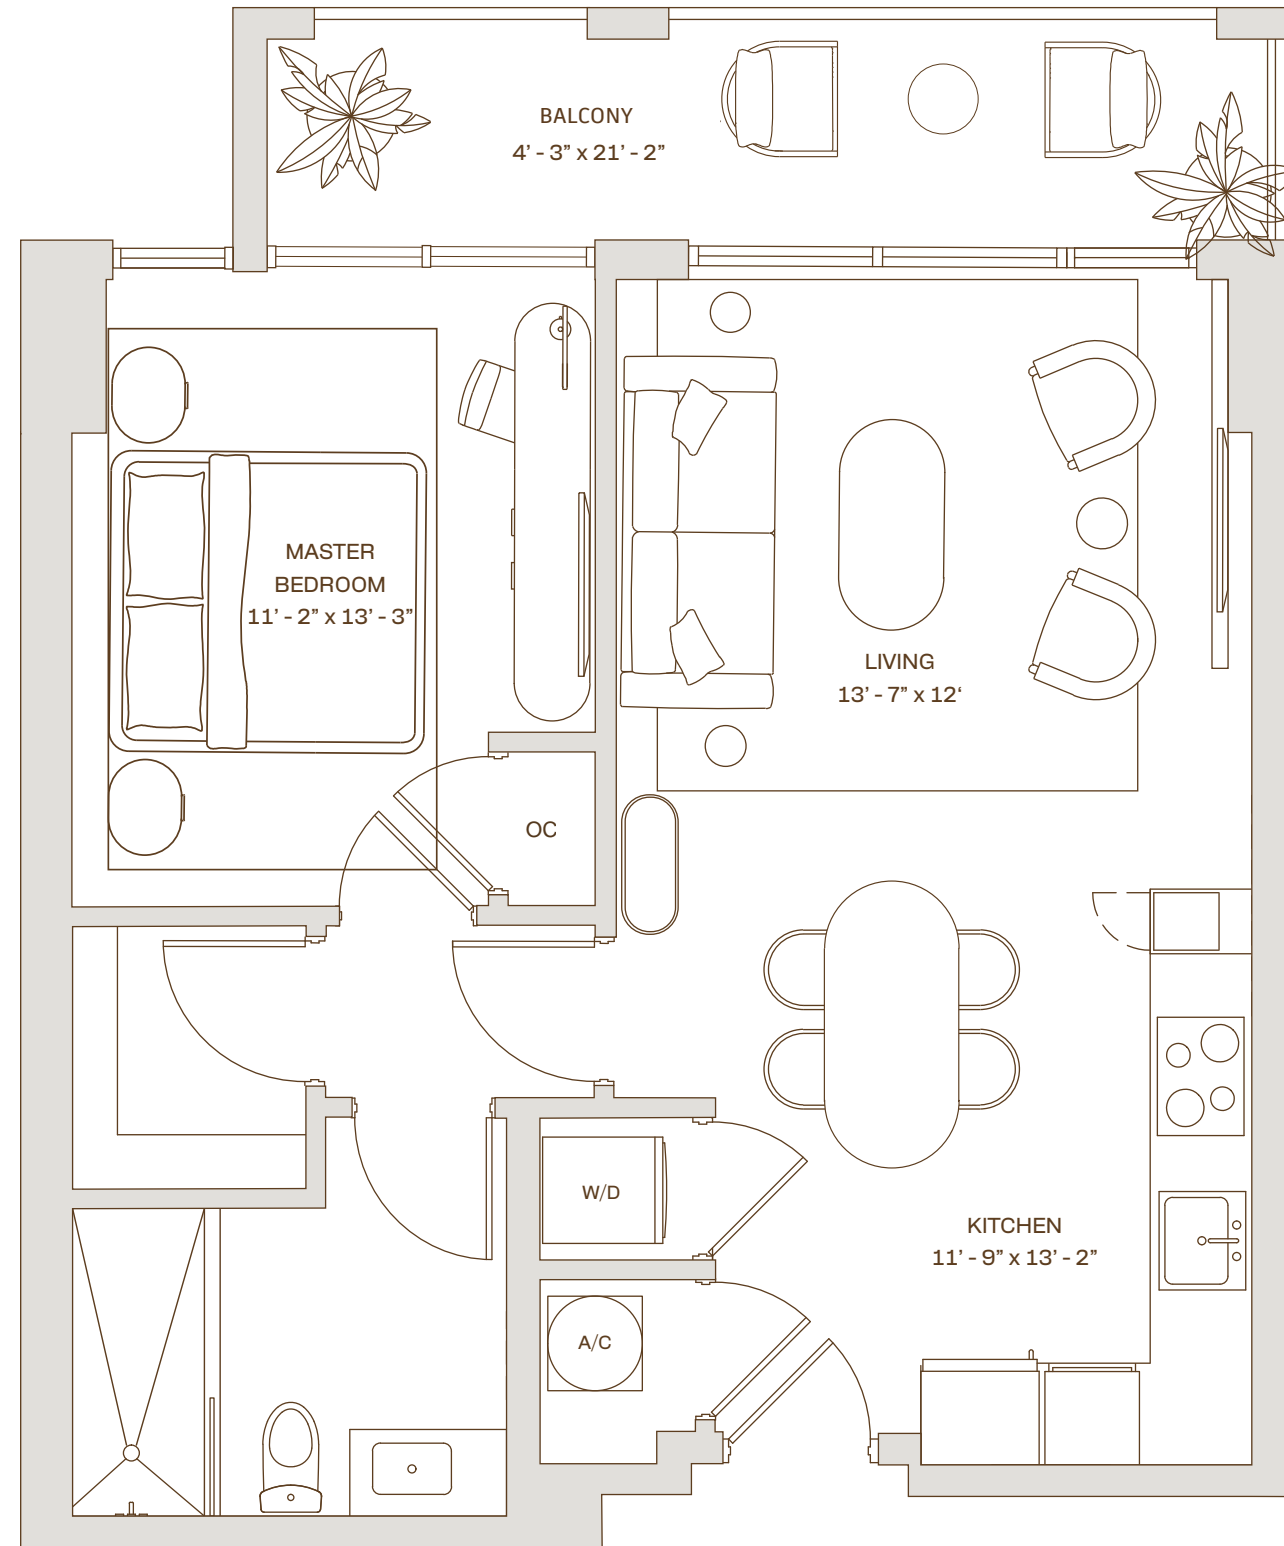 BALCONY
4’ - 3” x 21’ - 2”
MASTER
BEDROOM
11’ - 2” x 13’ - 3”
LIVING
13’ - 7” x 12‘
OC
W/D
KITCHEN
11’ - 9” x 13’ - 2”
A/C